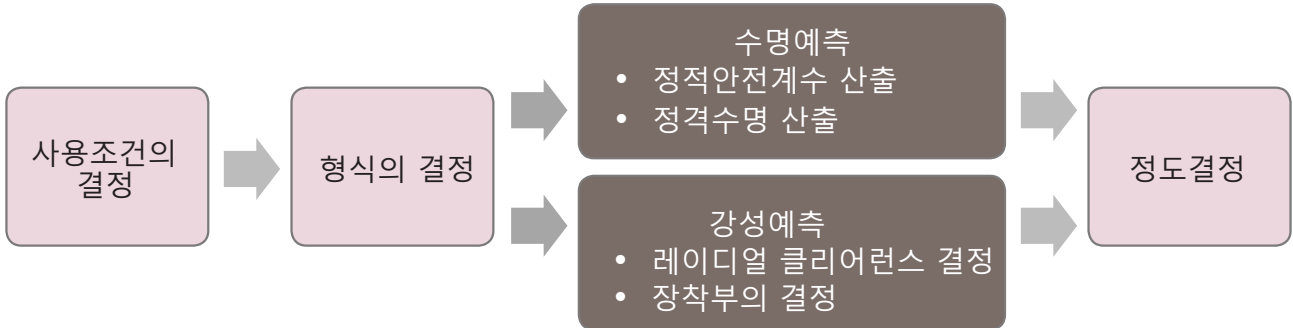 사용조건의
결정
형식의 결정
수명예측
• 정적안전계수 산출
• 정격수명 산출
강성예측
• 레이디얼 클리어런스 결정
• 장착부의 결정
정도결정